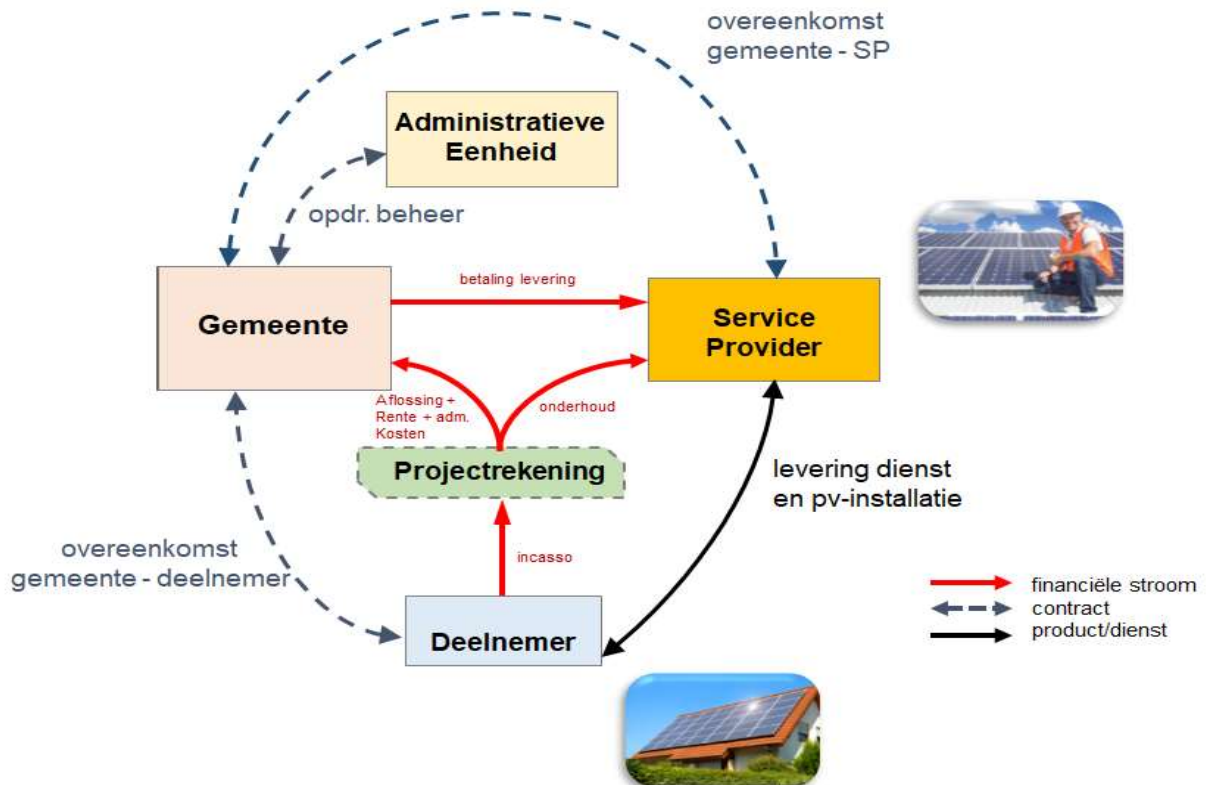 overeenkomst
gemeente - SP
Administratieve
Eenheid
opdr. beheer
Gemeente
betaling levering
Service
Provider
Aflossing +
Rente + adm.
Kosten
onderhoud
Projectrekening
levering dienst
en pv-installatie
overeenkomst
gemeente - deelnemer
incasso
Deelnemer
financiële stroom
contract
product/dienst